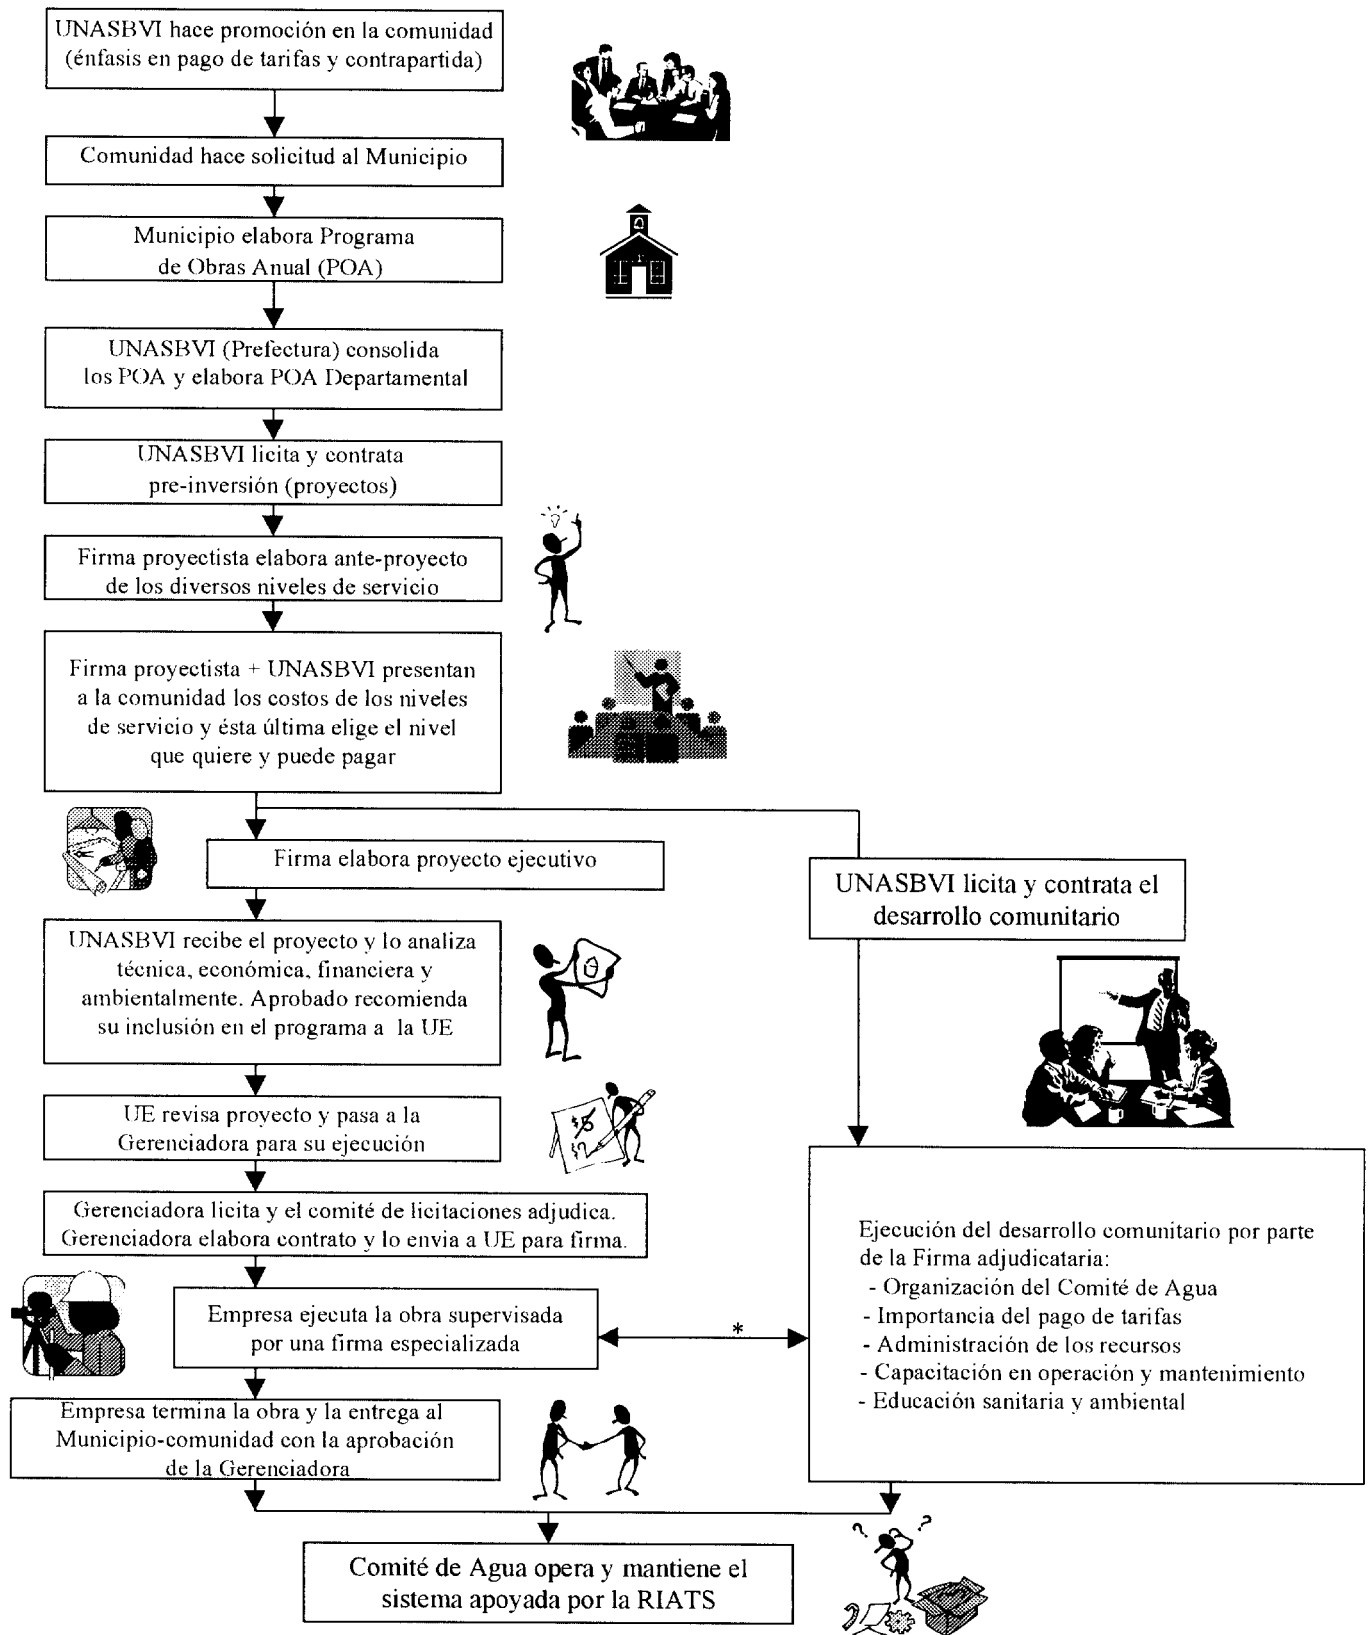 UNASBVI hace promoción en la comunidad
(énfasis en pago de tarifas y contrapartida)
Comunidad hace solicitud al Municipio
Municipio elabora Programa
de Obras Anual (POA)
UNASBVI (Prefectura) consolida
los POA y elabora POA Departamental
UNASBVI licita y contrata
pre-inversión (proyectos)
Firma proyectista elabora ante-proyecto
de los diversos niveles de servicio
Firma proyectista + UNASBVI presentan
a la comunidad los costos de los niveles
de servicio y ésta última elige el nivel
que quiere y puede pagar
Firma elabora proyecto ejecutivo
UNASBVI licita y contrata el
desarrollo comunitario
UNASBVI recibe el proyecto y lo analiza
técnica, económica, financiera y
ambientalmente. Aprobado recomienda
su inclusión en el programa a la UE
UE revisa proyecto y pasa a la
Gerenciadora para su ejecución
Gerenciadora licita y el comité de licitaciones adjudica.
Gerenciadora elabora contrato y lo envia a UE para firma.
Empresa ejecuta la obra supervisada
por una firma especializada
*
Ejecución del desarrollo comunitario por parte
de la Firma adjudicataria:
- Organización del Comité de Agua
- Importancia del pago de tarifas
- Administración de los recursos
- Capacitación en operación y mantenimiento
- Educación sanitaria y ambiental
Empresa termina la obra y la entrega al
Municipio-comunidad con la aprobación
de la Gerenciadora
Comité de Agua opera y mantiene el
sistema apoyada por la RIATS